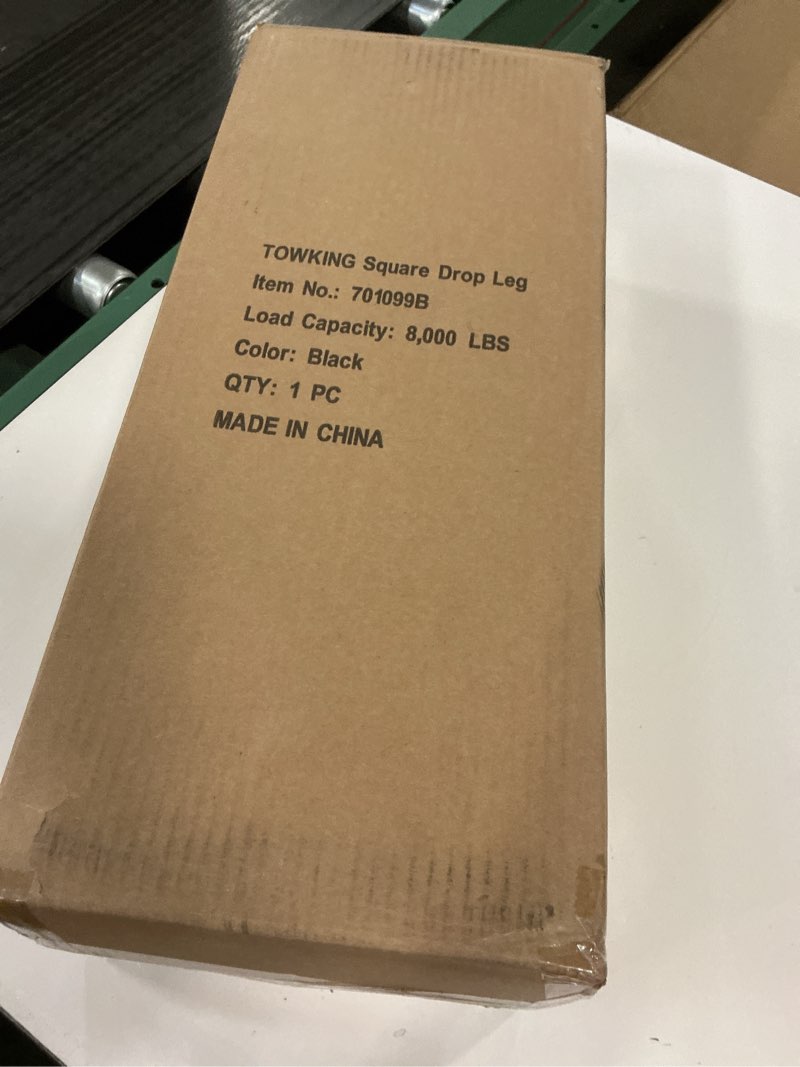 TOWKING Square Drop Leg
Item No.: 701099B
Load Capacity: 8,000 LBS
Color: Black
QTY: 1 PC
MADE IN CHINA